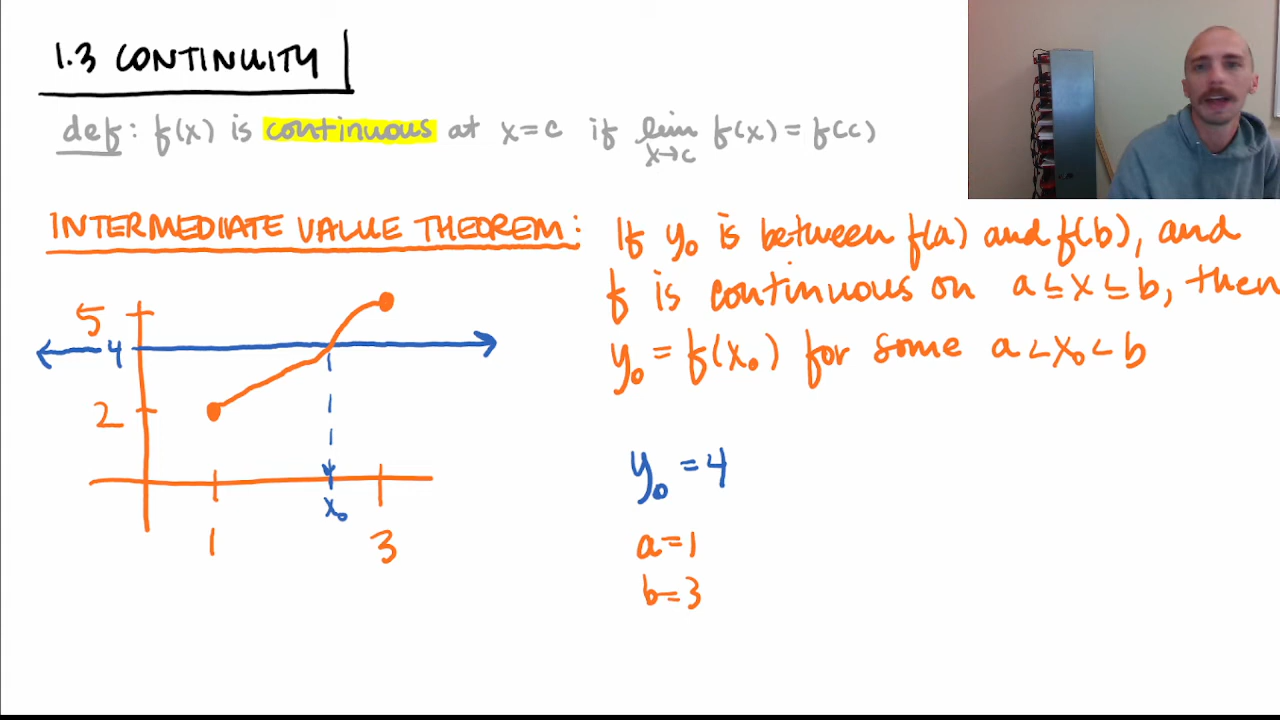 1.3 CONTINUITY
def: f(x) is continuous at x=c if lim x→c f(x) = f(c)
INTERMEDIATE VALUE THEOREM:
If y₀ is between f(a) and f(b), and
f is continuous on a ≤ x ≤ b, then
y₀ = f(x₀) for some a < x₀ < b
5
4
2
x₀
1
3
y₀ = 4
a = 1
b = 3